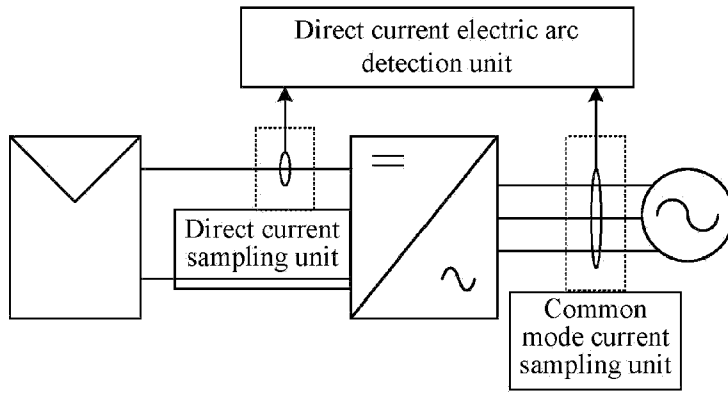 Direct current electric arc
detection unit
Direct current
sampling unit
Common
mode current
sampling unit